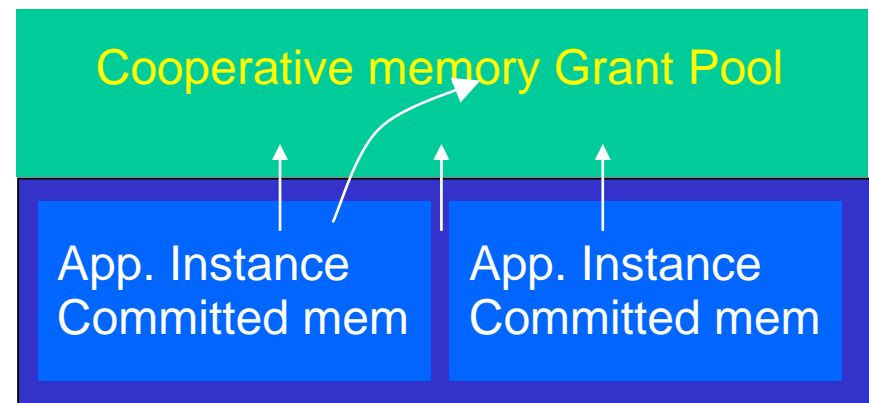 Cooperative memory Grant Pool
App. Instance
Committed mem
App. Instance
Committed mem